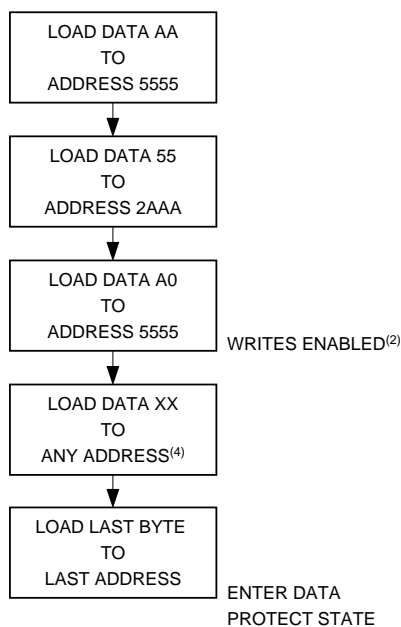 LOAD DATA AA
TO
ADDRESS 5555
LOAD DATA 55
TO
ADDRESS 2AAA
LOAD DATA A0
TO
ADDRESS 5555
WRITES ENABLED(2)
LOAD DATA XX
TO
ANY ADDRESS(4)
LOAD LAST BYTE
TO
LAST ADDRESS
ENTER DATA
PROTECT STATE